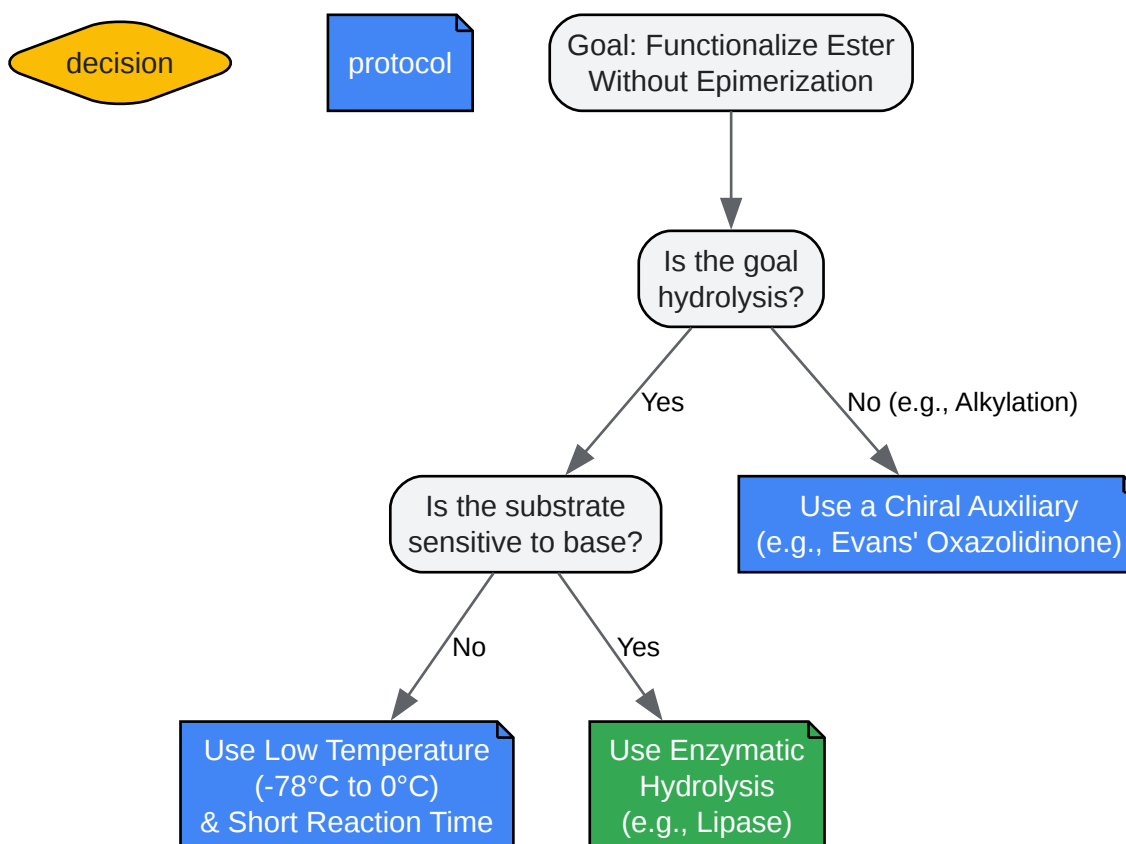 decision
protocol
Goal: Functionalize Ester
Without Epimerization
Is the goal
hydrolysis?
Yes
No (e.g., Alkylation)
Is the substrate
sensitive to base?
Use a Chiral Auxiliary
(e.g., Evans' Oxazolidinone)
No
Yes
Use Low Temperature
(-78°C to 0°C)
& Short Reaction Time
Use Enzymatic
Hydrolysis
(e.g., Lipase)